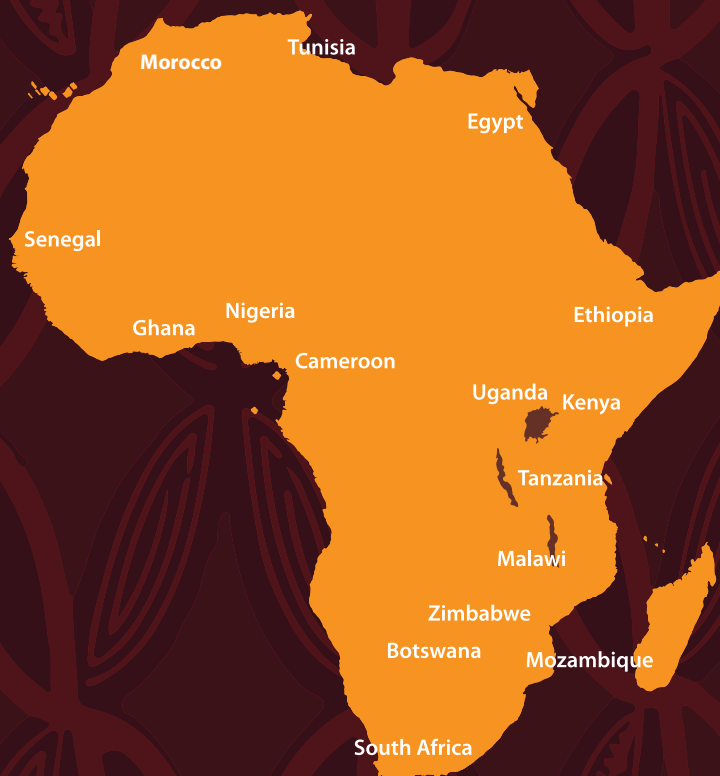 Tunisia
Morocco
Egypt
Senegal
Nigeria
Ethiopia
Ghana
Cameroon
Uganda
Kenya
Tanzania
Malawi
Zimbabwe
Botswana
Mozambique
South Africa